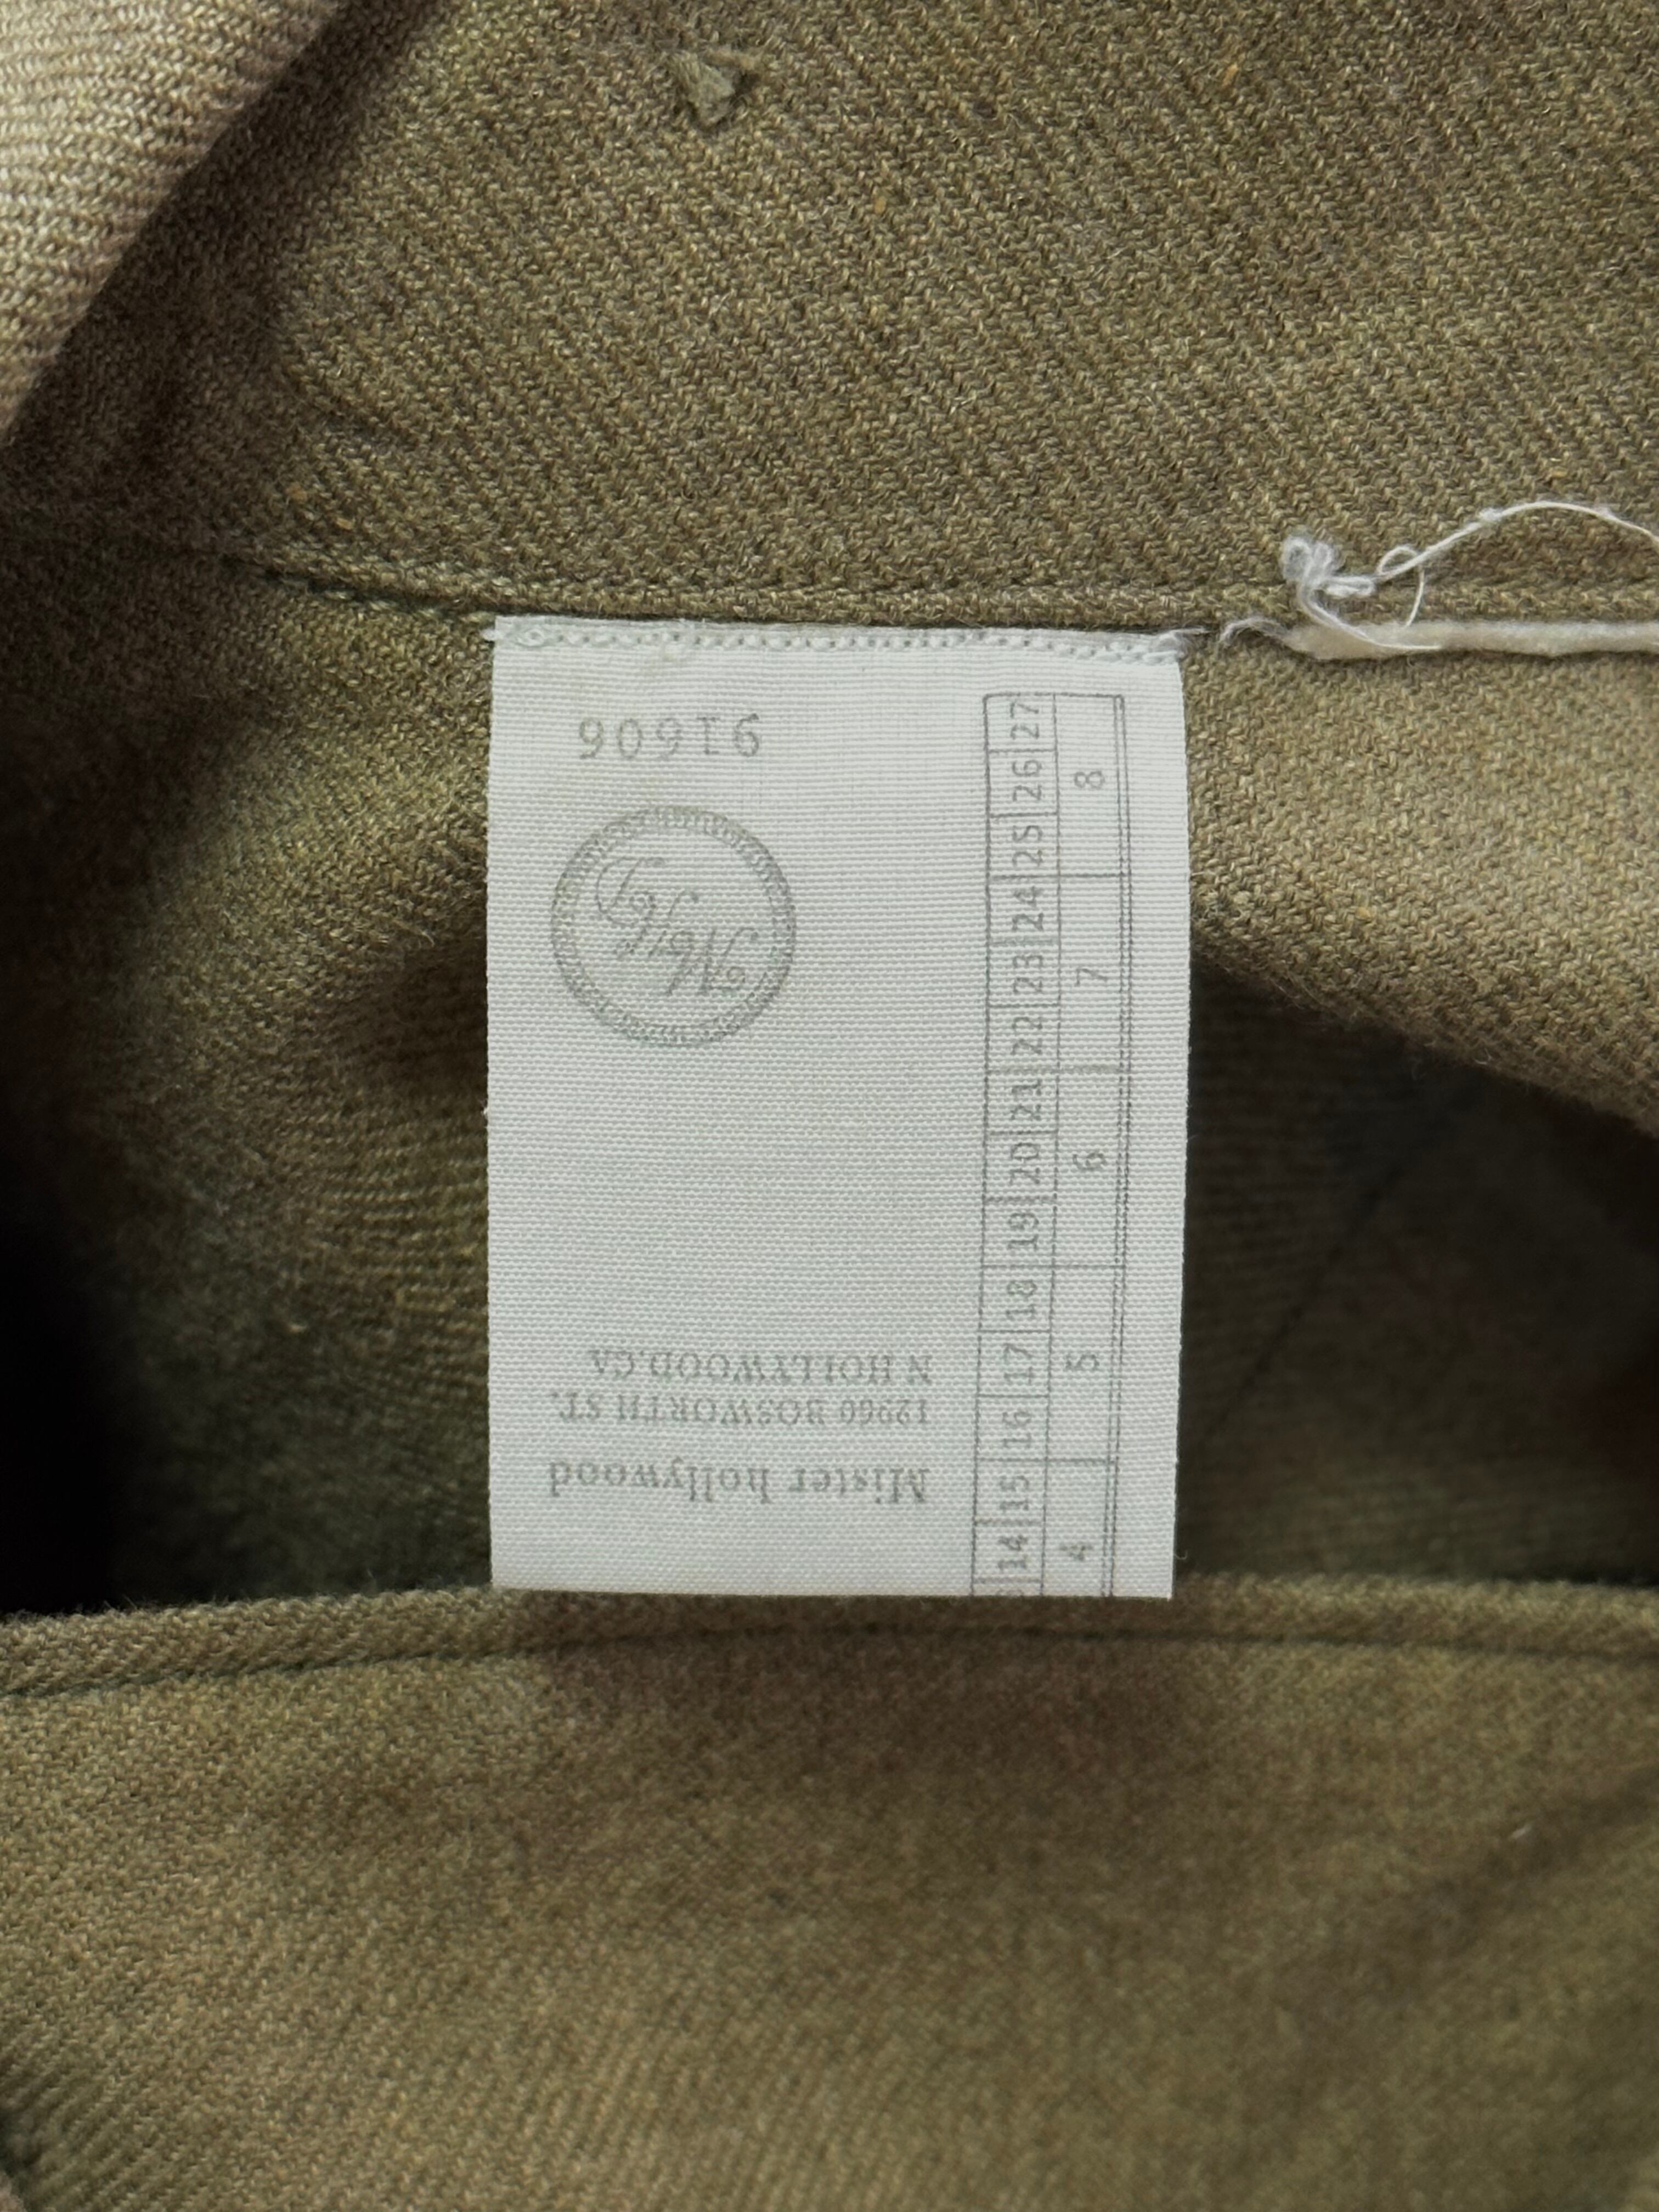 Mister hollywood
12960 BOSWORTH ST.
N HOLLYWOOD.CA
91606
14 15 16 17 18 19 20 21 22 23 24 25 26 27
4 5 6 7 8